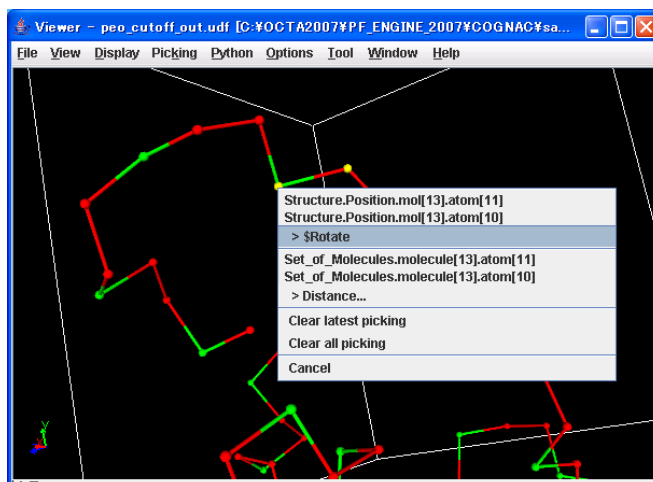 Viewer - peo_cutoff_out.udf [C:¥OCTA2007¥PF_ENGINE_2007¥COGNAC¥sa...
File View Display Picking Python Options Tool Window Help
Structure.Position.mol[13].atom[11]
Structure.Position.mol[13].atom[10]
> $Rotate
Set_of_Molecules.molecule[13].atom[11]
Set_of_Molecules.molecule[13].atom[10]
> Distance...
Clear latest picking
Clear all picking
Cancel